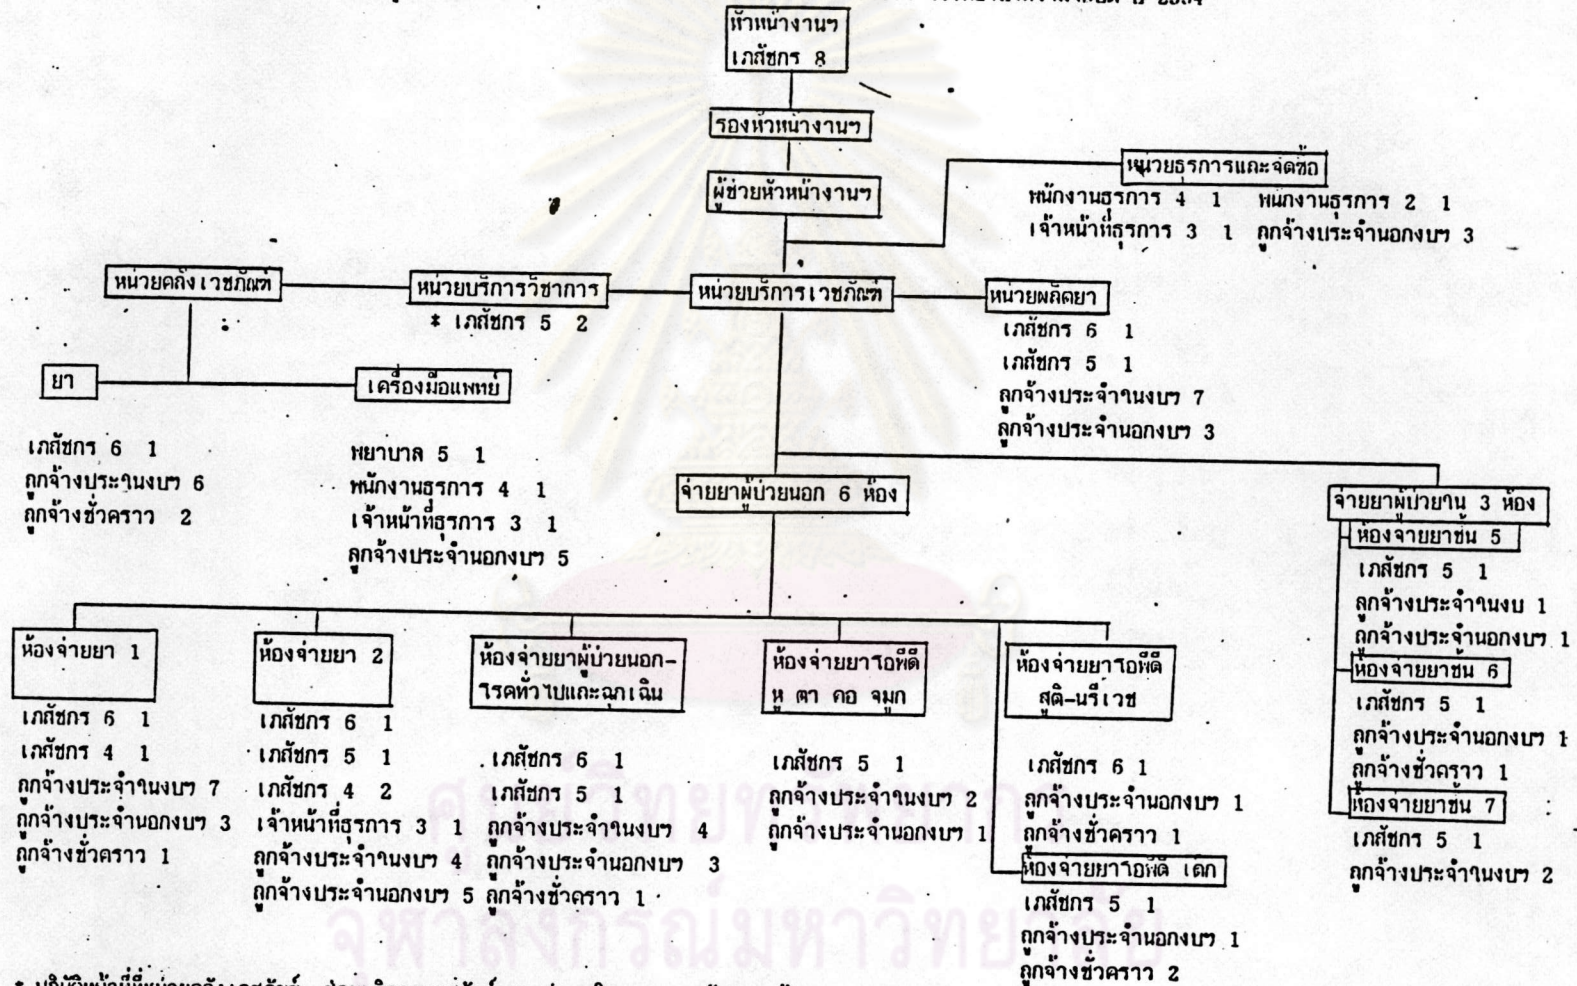 หัวหน้างานฯ
เภสัชกร 8
รองหัวหน้างานฯ
ผู้ช่วยหัวหน้างานฯ
หน่วยธุรการและจัดซื้อ
พนักงานธุรการ 4 1 พนักงานธุรการ 2 1
เจ้าหน้าที่ธุรการ 3 1 ลูกจ้างประจำนอกงบฯ 3
หน่วยคลังเวชภัณฑ์
หน่วยบริการวิชาการ
* เภสัชกร 5 2
หน่วยบริการเวชภัณฑ์
หน่วยผลิตยา
เภสัชกร 6 1
เภสัชกร 5 1
ลูกจ้างประจำในงบฯ 7
ลูกจ้างประจำนอกงบฯ 3
ยา
เภสัชกร 6 1
ลูกจ้างประจในงบฯ 6
ลูกจ้างชั่วคราว 2
เครื่องมือแพทย์
พยาบาล 5 1
พนักงานธุรการ 4 1
เจ้าหน้าที่ธุรการ 3 1
ลูกจ้างประจำนอกงบฯ 5
จ่ายยาผู้ป่วยนอก 6 ห้อง
จ่ายยาผู้ป่วยใน 3 ห้อง
ห้องจ่ายยาชั้น 5
เภสัชกร 5 1
ลูกจ้างประจำในงบ 1
ลูกจ้างประจำนอกงบฯ 1
ห้องจ่ายยาชั้น 6
เภสัชกร 5 1
ลูกจ้างประจำนอกงบฯ 1
ลูกจ้างชั่วคราว 1
ห้องจ่ายยาชั้น 7
เภสัชกร 5 1
ลูกจ้างประจำในงบฯ 2
ห้องจ่ายยา 1
เภสัชกร 6 1
เภสัชกร 4 1
ลูกจ้างประจำในงบฯ 7
ลูกจ้างประจำนอกงบฯ 3
ลูกจ้างชั่วคราว 1
ห้องจ่ายยา 2
เภสัชกร 6 1
เภสัชกร 5 1
เภสัชกร 4 2
เจ้าหน้าที่ธุรการ 3 1
ลูกจ้างประจำในงบฯ 4
ลูกจ้างประจำนอกงบฯ 5
ห้องจ่ายยาผู้ป่วยนอก-
โรคทั่วไปและฉุกเฉิน
เภสัชกร 6 1
เภสัชกร 5 1
ลูกจ้างประจำในงบฯ 4
ลูกจ้างประจำนอกงบฯ 3
ลูกจ้างชั่วคราว 1
ห้องจ่ายยาโอพีดี
หู ตา คอ จมูก
เภสัชกร 5 1
ลูกจ้างประจำในงบฯ 2
ลูกจ้างประจำนอกงบฯ 1
ห้องจ่ายยาโอพีดี
สูติ-นรีเวช
เภสัชกร 6 1
ลูกจ้างประจำนอกงบฯ 1
ลูกจ้างชั่วคราว 1
ห้องจ่ายยาโอพีดี เด็ก
เภสัชกร 5 1
ลูกจ้างประจำนอกงบฯ 1
ลูกจ้างชั่วคราว 2
ศูนย์วิทยทรัพยากร
จุฬาลงกรณ์มหาวิทยาลัย